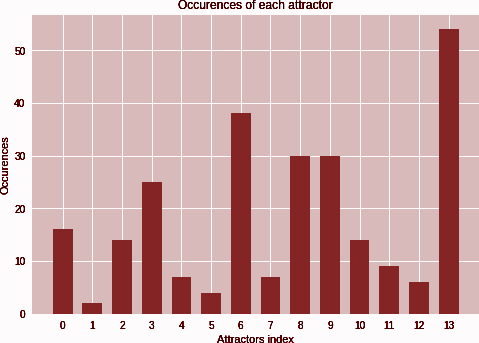 Occurences of each attractor
Occurences
50
40
30
20
10
0
0 1 2 3 4 5 6 7 8 9 10 11 12 13
Attractors index